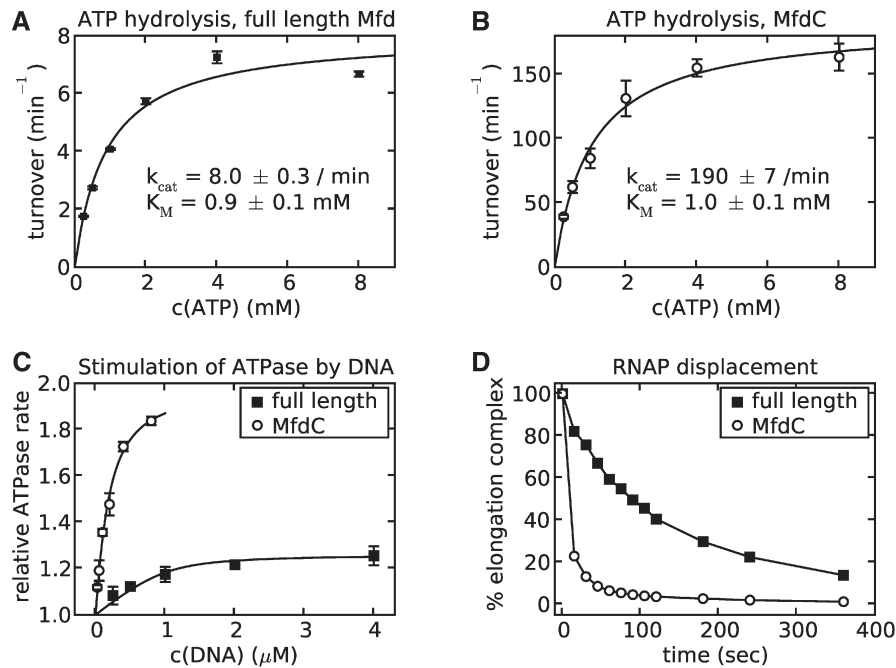 A
ATP hydrolysis, full length Mfd
turnover (min⁻¹)
8
6
4
2
0
k_cat = 8.0 ± 0.3 / min
K_M = 0.9 ± 0.1 mM
0 2 4 6 8
c(ATP) (mM)
B
ATP hydrolysis, MfdC
turnover (min⁻¹)
150
100
50
0
k_cat = 190 ± 7 /min
K_M = 1.0 ± 0.1 mM
0 2 4 6 8
c(ATP) (mM)
C
Stimulation of ATPase by DNA
relative ATPase rate
2.0
1.8
1.6
1.4
1.2
1.0
full length
MfdC
0 1 2 3 4
c(DNA) (μM)
D
RNAP displacement
% elongation complex
100
80
60
40
20
0
full length
MfdC
0 100 200 300 400
time (sec)